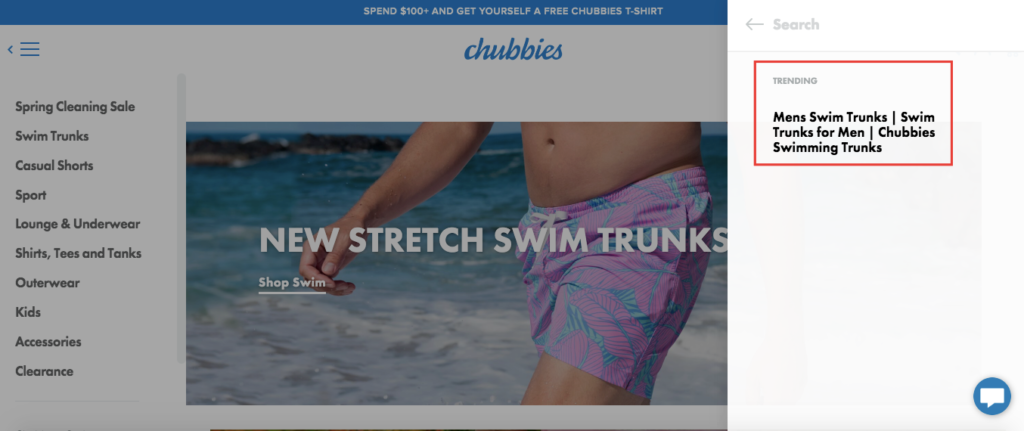 SPEND $100+ AND GET YOURSELF A FREE CHUBBIES T-SHIRT
chubbies
Spring Cleaning Sale
Swim Trunks
Casual Shorts
Sport
Lounge & Underwear
Shirts, Tees and Tanks
Outerwear
Kids
Accessories
Clearance
NEW STRETCH SWIM TRUNKS
Shop Swim
Search
TRENDING
Mens Swim Trunks | Swim
Trunks for Men | Chubbies
Swimming Trunks